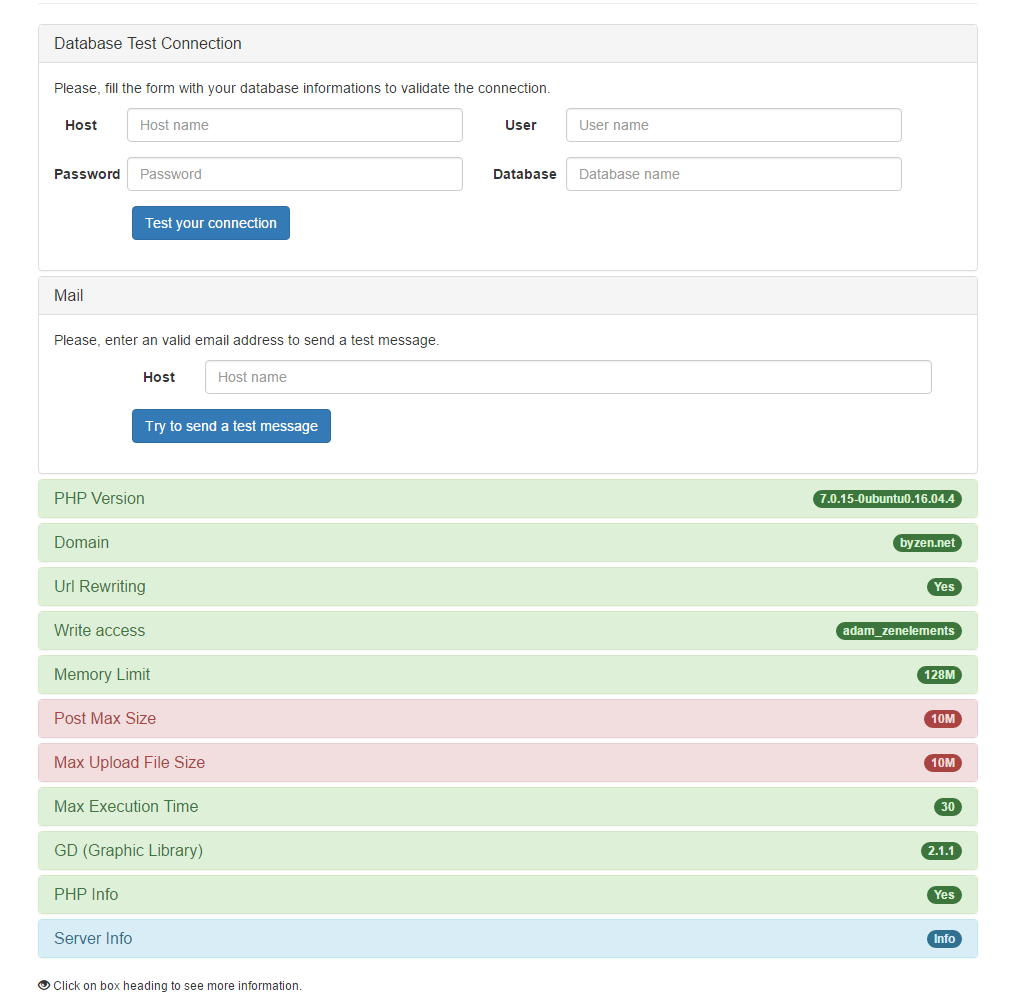 Database Test Connection
Please, fill the form with your database informations to validate the connection.
Host Host name User User name
Password Password Database Database name
Test your connection
Mail
Please, enter an valid email address to send a test message.
Host Host name
Try to send a test message
PHP Version 7.0.15-0ubuntu0.16.04.4
Domain byzen.net
Url Rewriting Yes
Write access adam_zenelements
Memory Limit 128M
Post Max Size 10M
Max Upload File Size 10M
Max Execution Time 30
GD (Graphic Library) 2.1.1
PHP Info Yes
Server Info Info
Click on box heading to see more information.